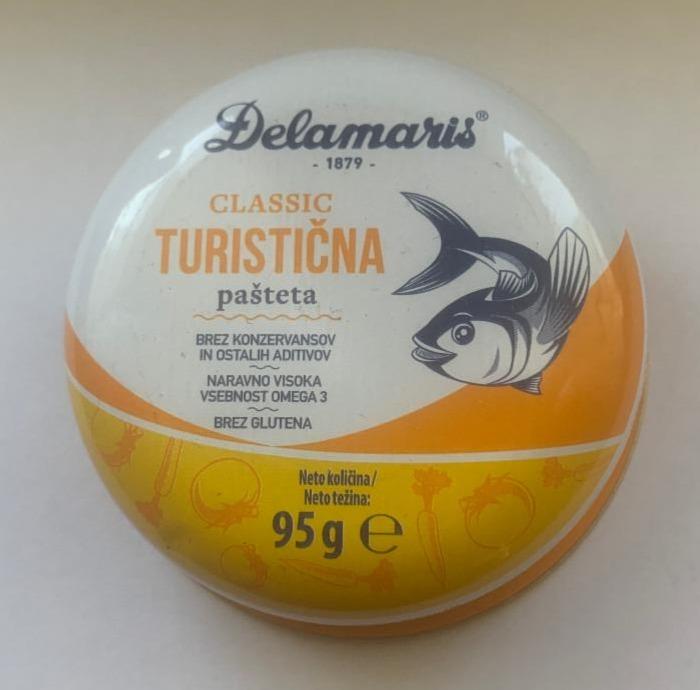 Delamaris®
- 1879 -
CLASSIC
TURISTIČNA
pašteta
BREZ KONZERVANSOV
IN OSTALIH ADITIVOV
NARAVNO VISOKA
VSEBNOST OMEGA 3
BREZ GLUTENA
Neto količina/
Neto težina:
95 g ℮